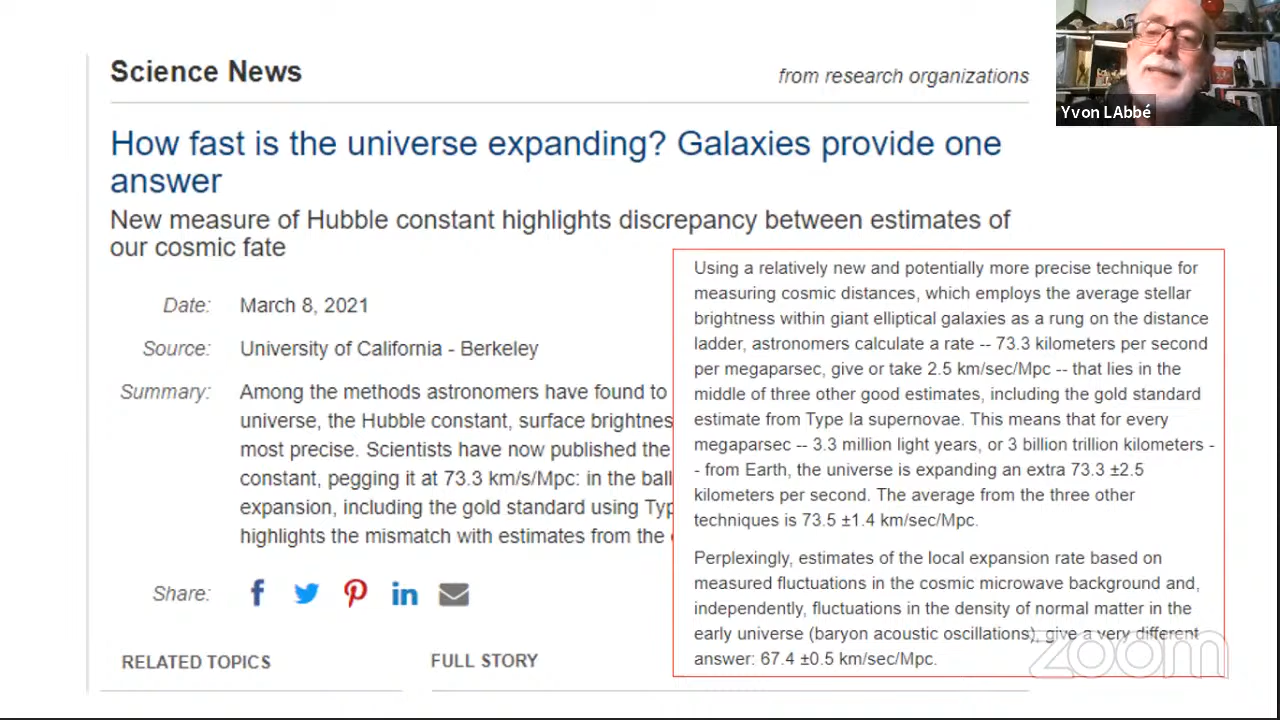 Science News
from research organizations
Yvon LAbbé
How fast is the universe expanding? Galaxies provide one
answer
New measure of Hubble constant highlights discrepancy between estimates of
our cosmic fate
Date: March 8, 2021
Source: University of California - Berkeley
Summary: Among the methods astronomers have found to
universe, the Hubble constant, surface brightnes
most precise. Scientists have now published the
constant, pegging it at 73.3 km/s/Mpc: in the ball
expansion, including the gold standard using Typ
highlights the mismatch with estimates from the
Share:
RELATED TOPICS
FULL STORY
Using a relatively new and potentially more precise technique for
measuring cosmic distances, which employs the average stellar
brightness within giant elliptical galaxies as a rung on the distance
ladder, astronomers calculate a rate -- 73.3 kilometers per second
per megaparsec, give or take 2.5 km/sec/Mpc -- that lies in the
middle of three other good estimates, including the gold standard
estimate from Type Ia supernovae. This means that for every
megaparsec -- 3.3 million light years, or 3 billion trillion kilometers -
- from Earth, the universe is expanding an extra 73.3 ±2.5
kilometers per second. The average from the three other
techniques is 73.5 ±1.4 km/sec/Mpc.
Perplexingly, estimates of the local expansion rate based on
measured fluctuations in the cosmic microwave background and,
independently, fluctuations in the density of normal matter in the
early universe (baryon acoustic oscillations), give a very different
answer: 67.4 ±0.5 km/sec/Mpc.
zoom